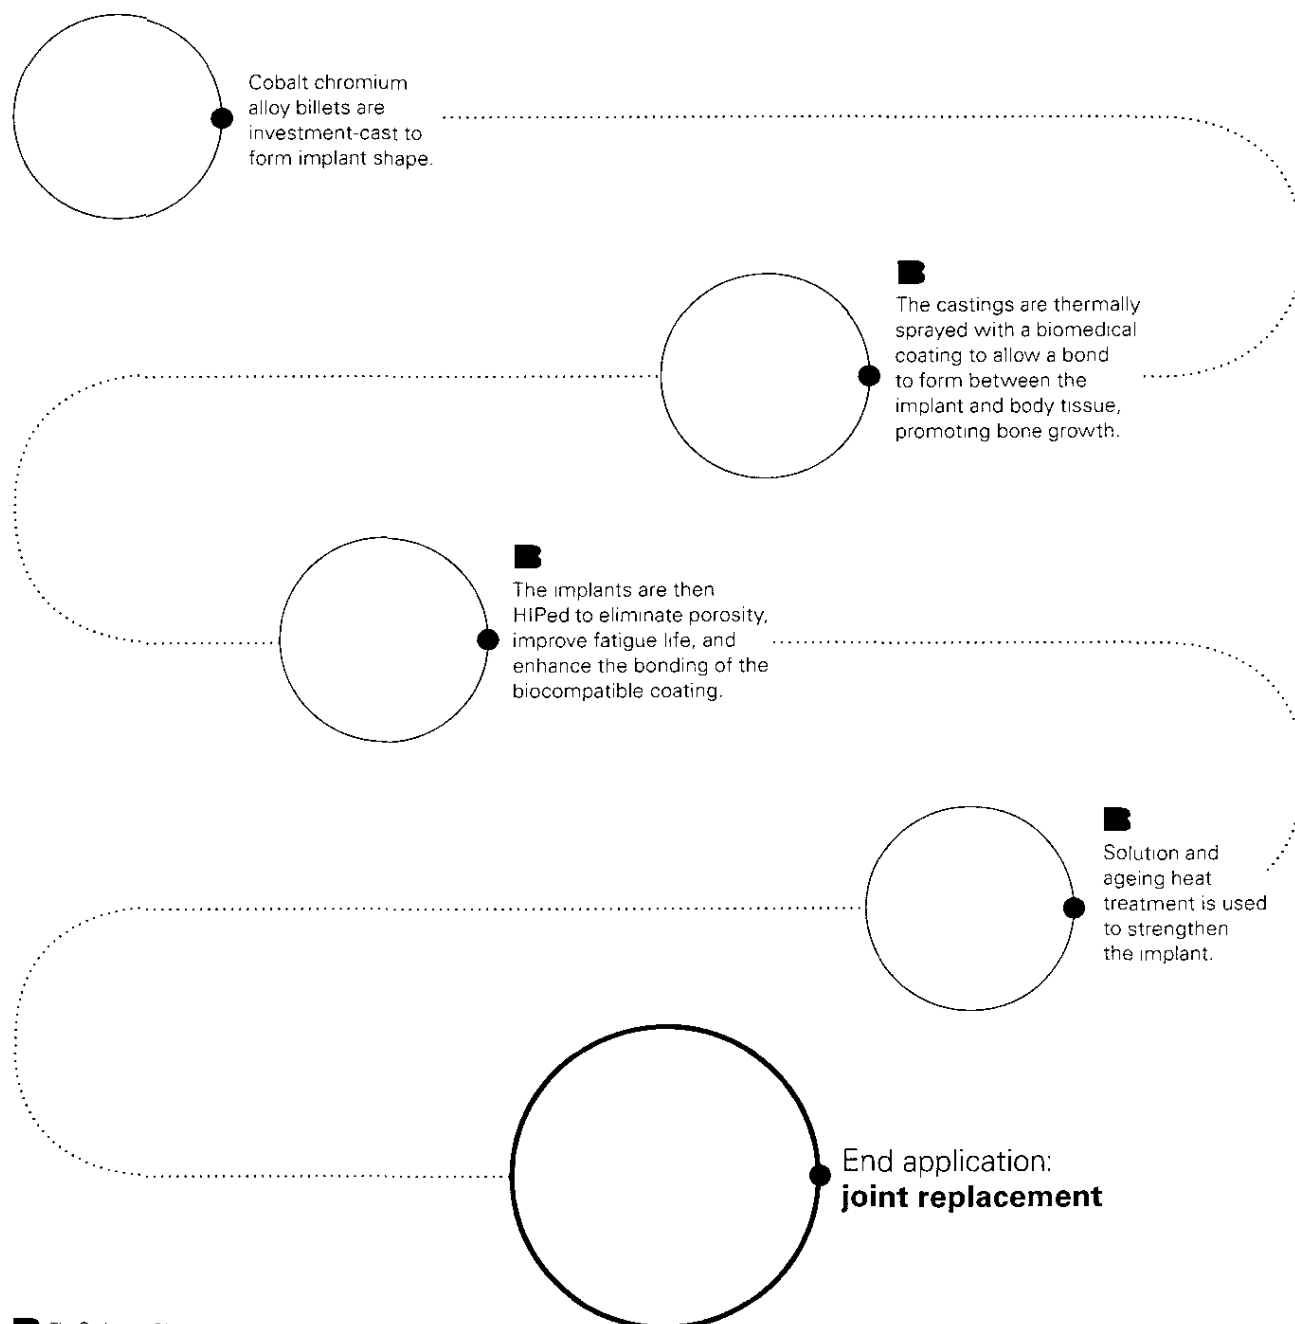 Cobalt chromium
alloy billets are
investment-cast to
form implant shape.
B
The castings are thermally
sprayed with a biomedical
coating to allow a bond
to form between the
implant and body tissue,
promoting bone growth.
B
The implants are then
HIPed to eliminate porosity,
improve fatigue life, and
enhance the bonding of the
biocompatible coating.
B
Solution and
ageing heat
treatment is used
to strengthen
the implant.
End application:
joint replacement